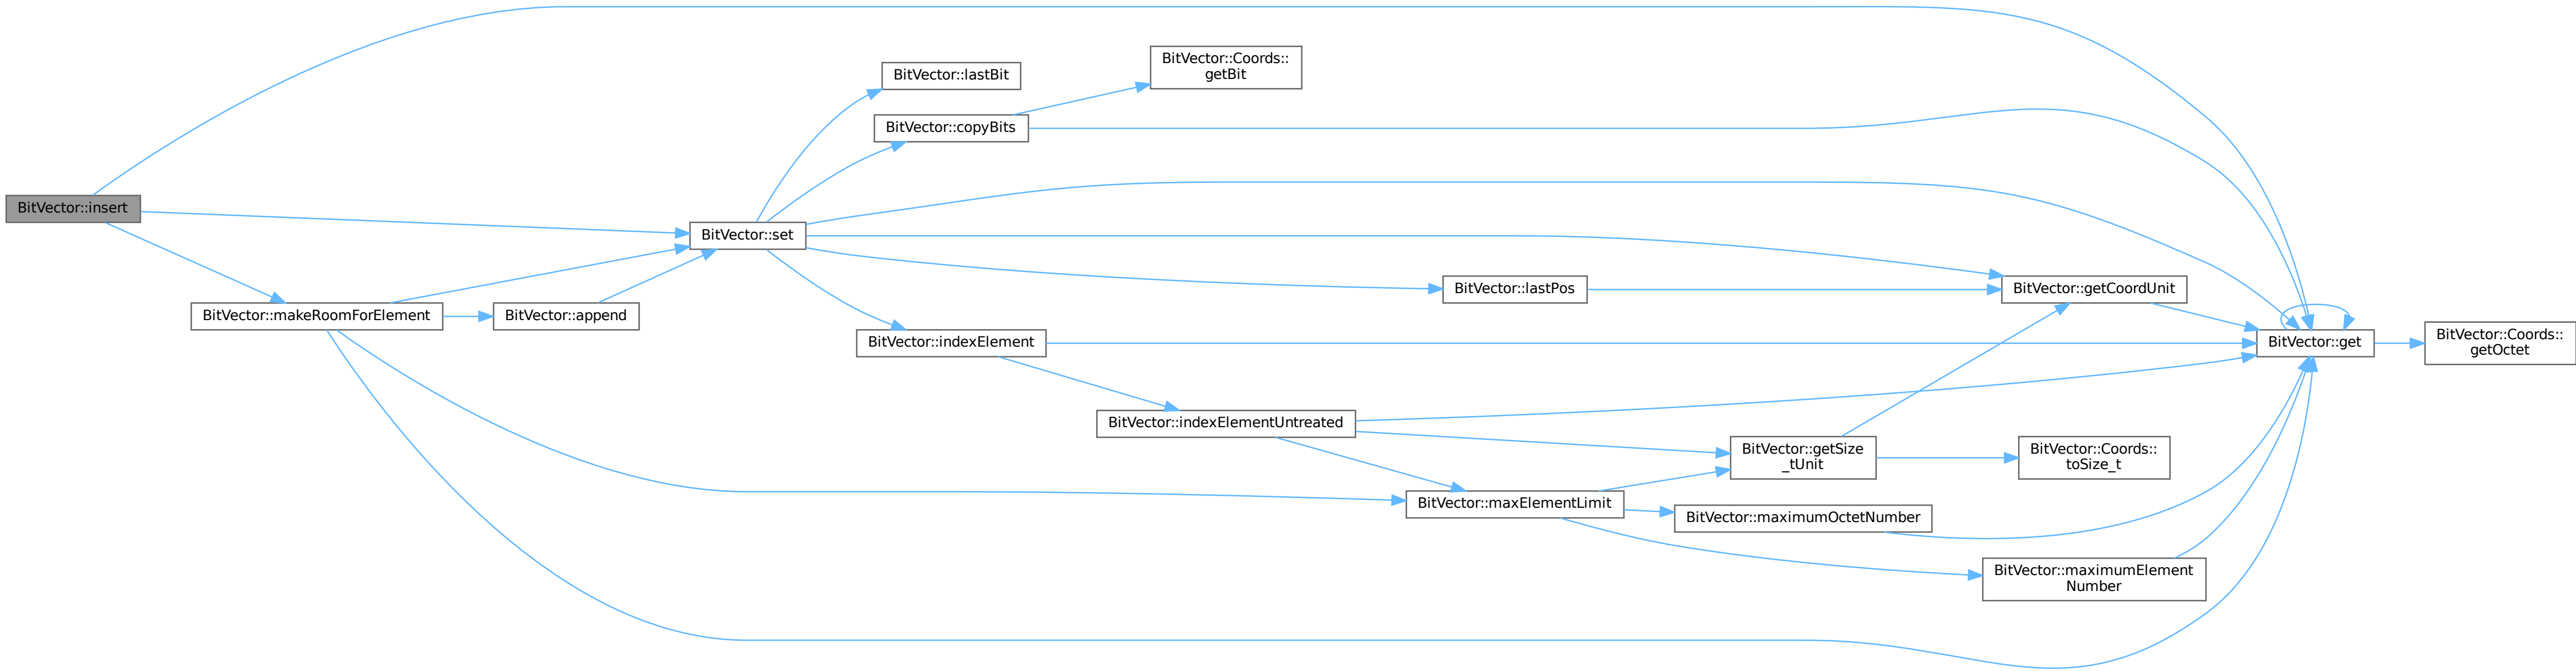 BitVector::insert
BitVector::makeRoomForElement
BitVector::append
BitVector::set
BitVector::lastBit
BitVector::copyBits
BitVector::Coords::
getBit
BitVector::indexElement
BitVector::indexElementUntreated
BitVector::lastPos
BitVector::maxElementLimit
BitVector::getSize
_tUnit
BitVector::maximumOctetNumber
BitVector::maximumElement
Number
BitVector::getCoordUnit
BitVector::Coords::
toSize_t
BitVector::get
BitVector::Coords::
getOctet